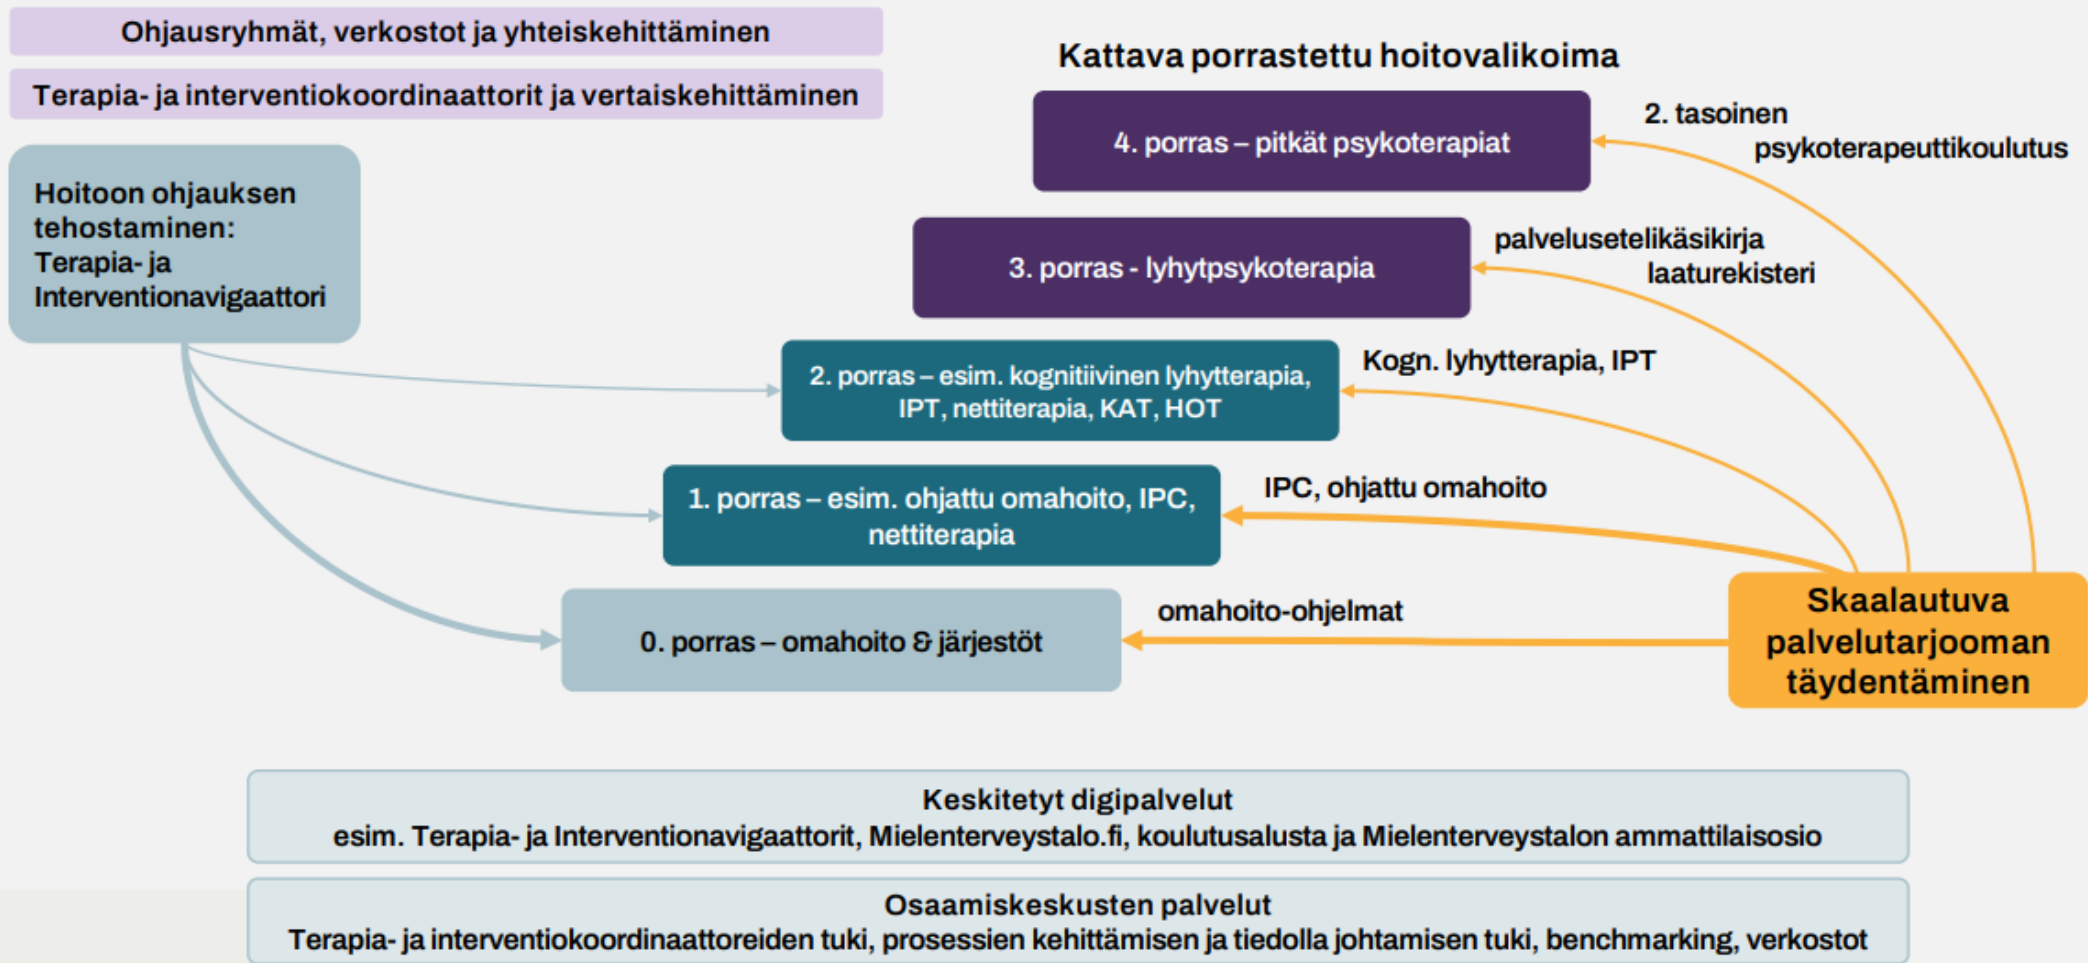 Ohjausryhmät, verkostot ja yhteiskehittäminen
Terapia- ja interventiokoordinaattorit ja vertaiskehittäminen
Hoitoon ohjauksen
tehostaminen:
Terapia- ja
Interventionavigaattori
Kattava porrastettu hoitovalikoima
4. porras – pitkät psykoterapiat
2. tasoinen
psykoterapeuttikoulutus
3. porras - lyhytpsykoterapia
palvelusetelikäsikirja
laaturekisteri
2. porras – esim. kognitiivinen lyhytterapia,
IPT, nettiterapia, KAT, HOT
Kogn. lyhytterapia, IPT
1. porras – esim. ohjattu omahoito, IPC,
nettiterapia
IPC, ohjattu omahoito
0. porras – omahoito & järjestöt
omahoito-ohjelmat
Skaalautuva
palvelutarjooman
täydentäminen
Keskitetyt digipalvelut
esim. Terapia- ja Interventionavigaattorit, Mielenterveystalo.fi, koulutusalusta ja Mielenterveystalon ammattilaisosio
Osaamiskeskusten palvelut
Terapia- ja interventiokoordinaattoreiden tuki, prosessien kehittämisen ja tiedolla johtamisen tuki, benchmarking, verkostot